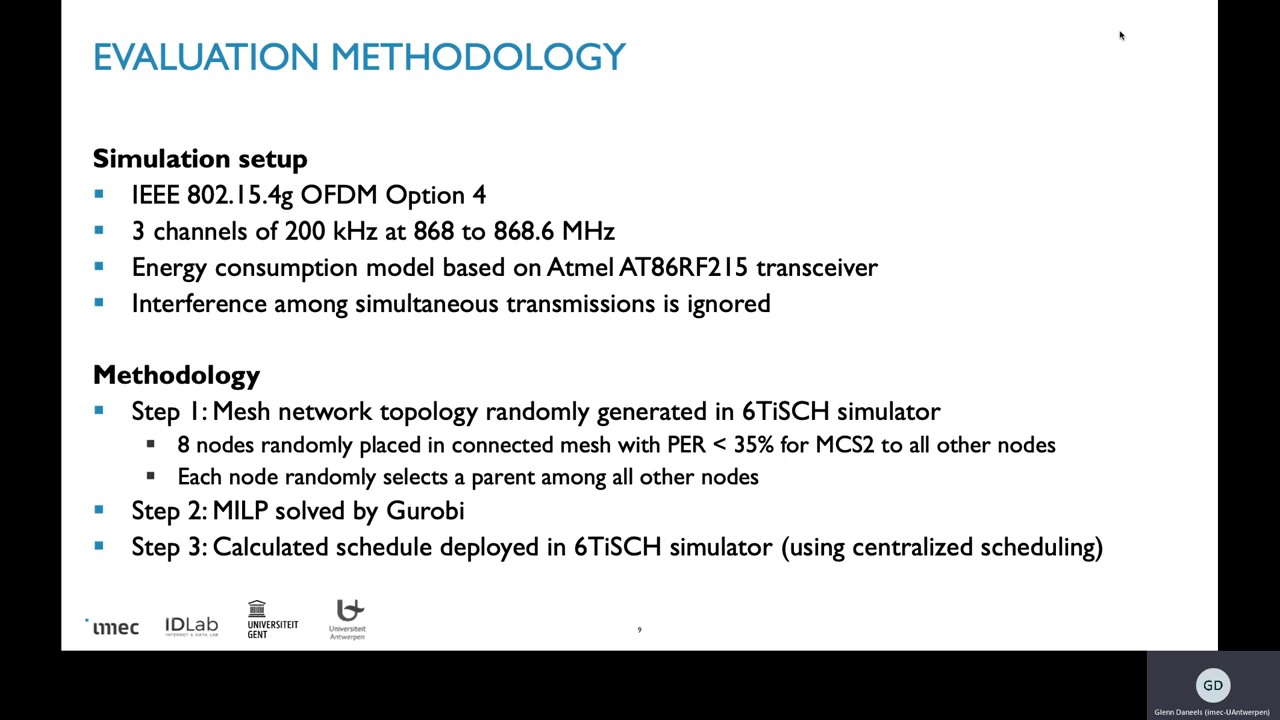 EVALUATION METHODOLOGY
Simulation setup
IEEE 802.15.4g OFDM Option 4
3 channels of 200 kHz at 868 to 868.6 MHz
Energy consumption model based on Atmel AT86RF215 transceiver
Interference among simultaneous transmissions is ignored
Methodology
Step 1: Mesh network topology randomly generated in 6TiSCH simulator
8 nodes randomly placed in connected mesh with PER < 35% for MCS2 to all other nodes
Each node randomly selects a parent among all other nodes
Step 2: MILP solved by Gurobi
Step 3: Calculated schedule deployed in 6TiSCH simulator (using centralized scheduling)
imec
IDLab
INTERNET & DATA LAB
UNIVERSITEIT
GENT
Universiteit
Antwerpen
9
GD
Glenn Daneels (imec-UAntwerpen)